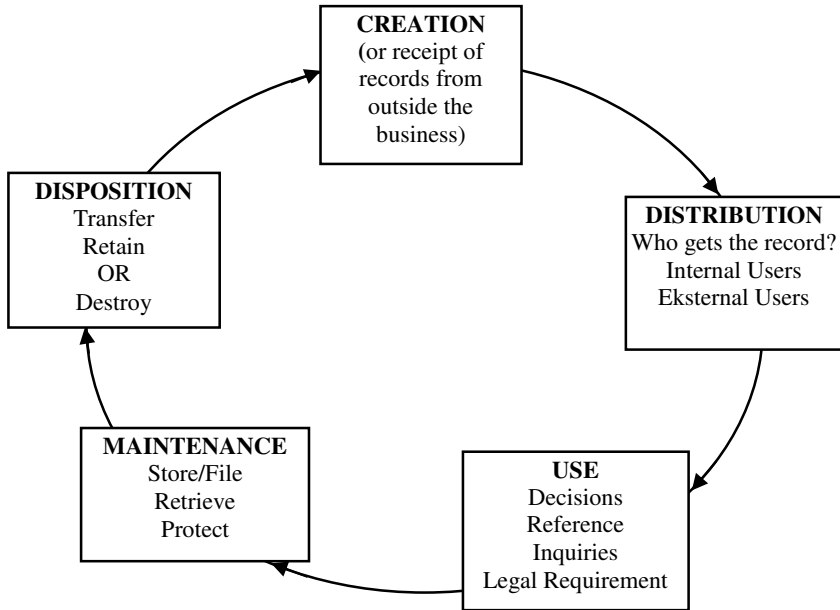 CREATION
(or receipt of
records from
outside the
business)
DISTRIBUTION
Who gets the record?
Internal Users
Eksternal Users
USE
Decisions
Reference
Inquiries
Legal Requirement
MAINTENANCE
Store/File
Retrieve
Protect
DISPOSITION
Transfer
Retain
OR
Destroy